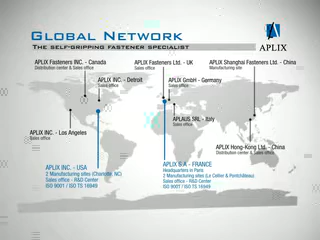 GLOBAL NETWORK
THE SELF-GRIPPING FASTENER SPECIALIST
APLIX
APLIX Fasteners INC. - Canada
Distribution center & Sales office
APLIX INC. - Detroit
Sales office
APLIX Fasteners Ltd. - UK
Sales office
APLIX GmbH - Germany
Sales office
APLIX Shanghai Fasteners Ltd. - China
Manufacturing site
APLIX INC. - Los Angeles
APLAUS SRL - Italy
Sales office
APLIX Hong-Kong Ltd. - China
Distribution center & Sales office
APLIX INC. - USA
2 Manufacturing sites (Charlotte, NC)
Sales office - R&D Center
ISO 9001 / ISO TS 16949
APLIX S.A - FRANCE
Headquarters in Paris
2 Manufacturing sites (Le Cellier & Pontchâteau)
Sales office - R&D Center
ISO 9001 / ISO TS 16949